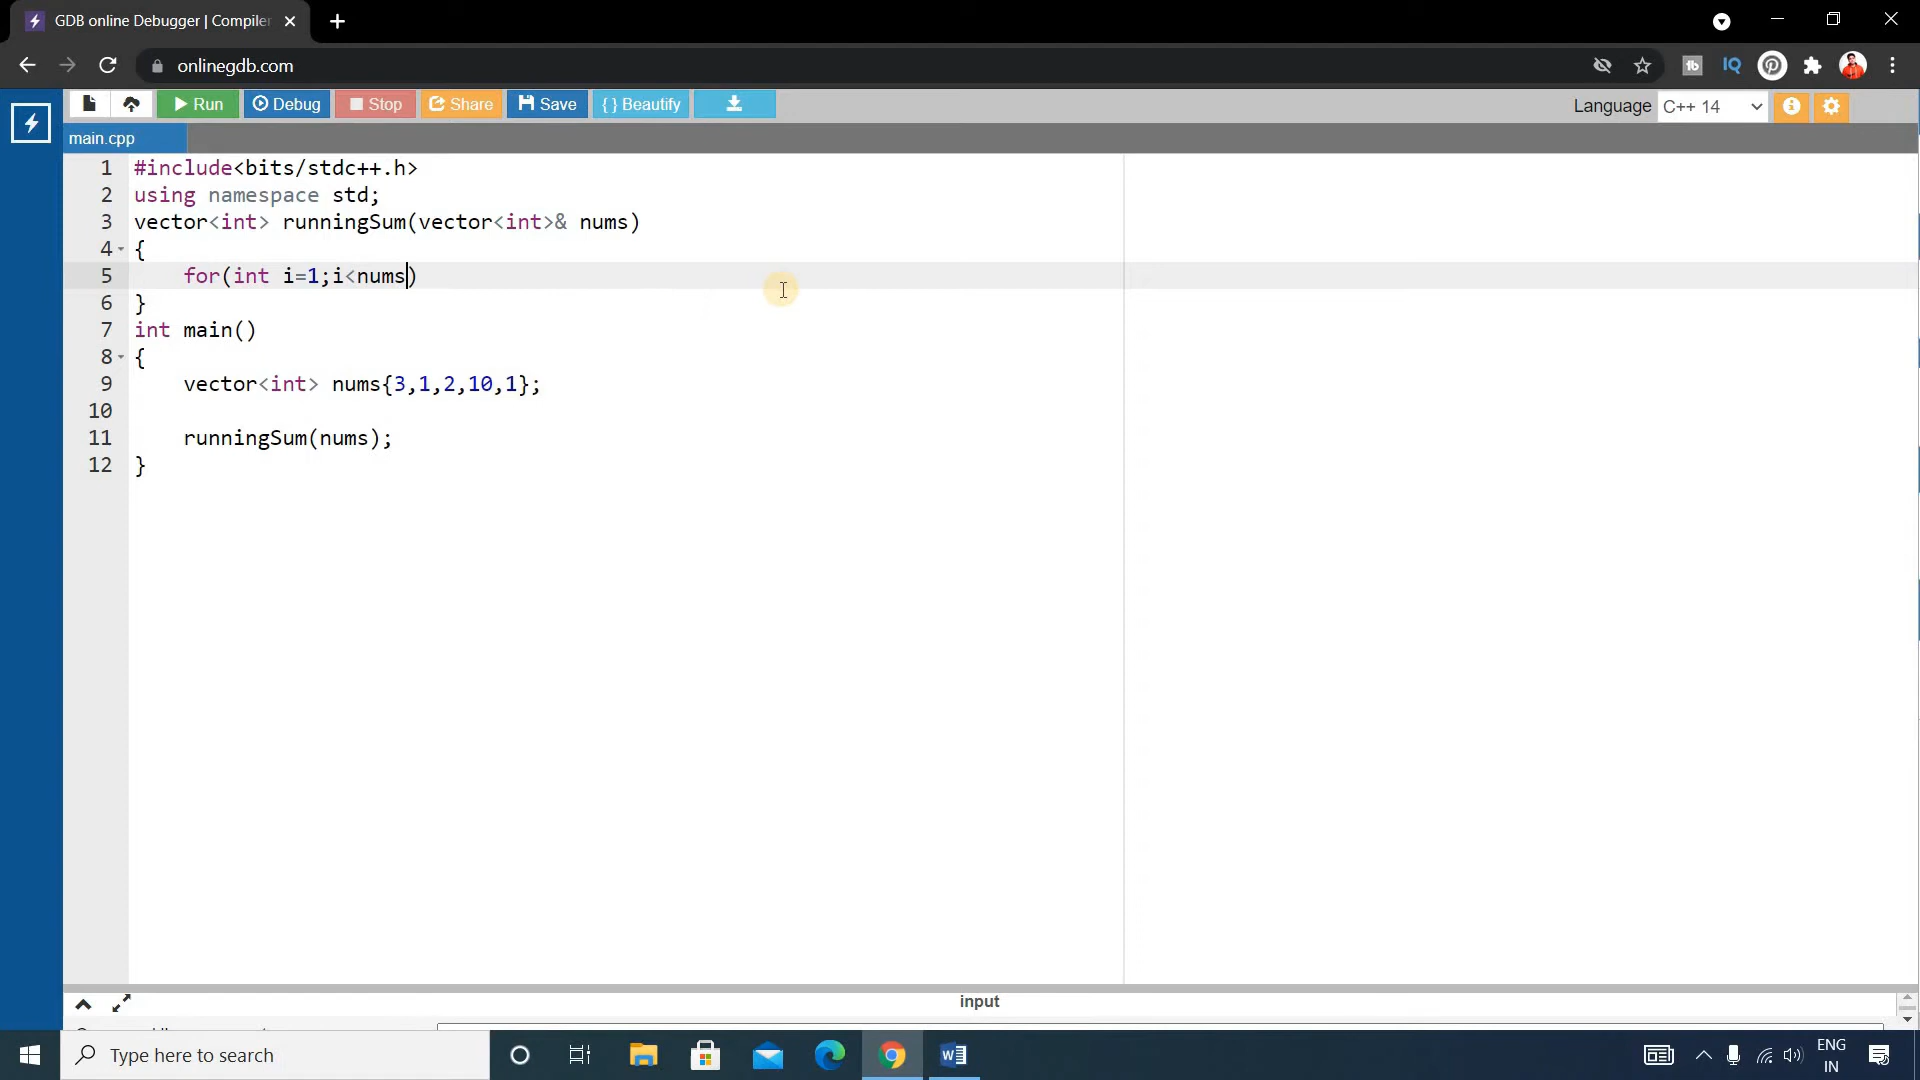 GDB online Debugger | Compiler
onlinegdb.com
Run Debug Stop Share Save { } Beautify Language C++ 14
main.cpp
1 #include<bits/stdc++.h>
2 using namespace std;
3 vector<int> runningSum(vector<int>& nums)
4 {
5 for(int i=1;i<nums)
6 }
7 int main()
8 {
9 vector<int> nums{3,1,2,10,1};
10
11 runningSum(nums);
12 }
input
Type here to search
ENG
IN